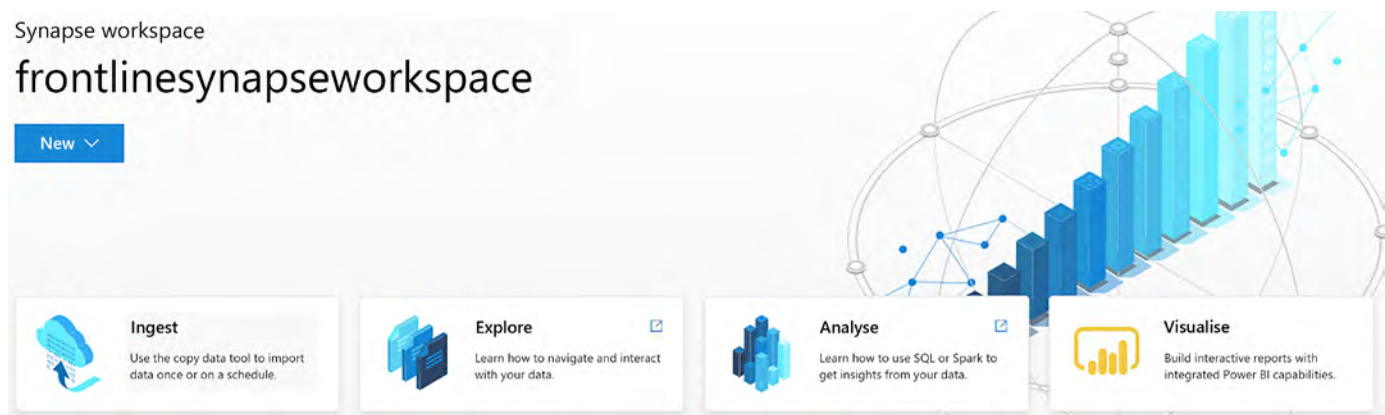 Synapse workspace
frontlinesynapseworkspace
New
Ingest
Use the copy data tool to import
data once or on a schedule.
Explore
Learn how to navigate and interact
with your data.
Analyse
Learn how to use SQL or Spark to
get insights from your data.
Visualise
Build interactive reports with
integrated Power BI capabilities.